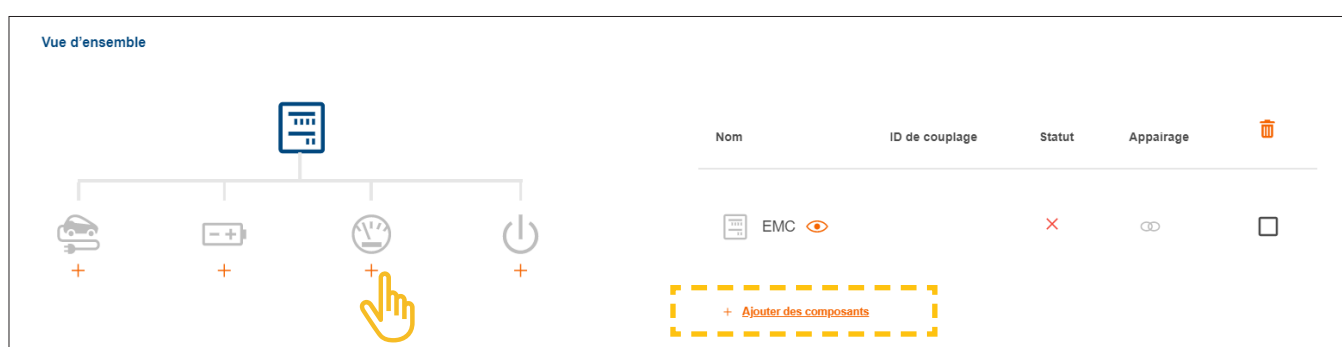 Vue d’ensemble
Nom ID de couplage Statut Appairage
EMC
+ Ajouter des composants